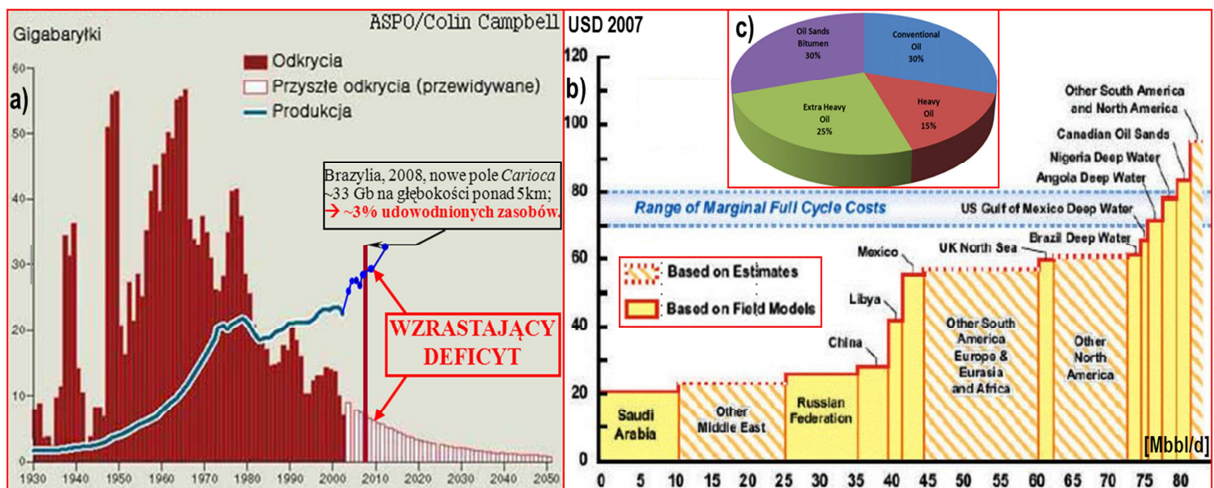 ASPO/Colin Campbell
Gigabaryłki
a)
Odkrycia
Przyszłe odkrycia (przewidywane)
Produkcja
60
50
40
30
20
10
0
Brazylia, 2008, nowe pole Carioca
~33 Gb na głębokości ponad 5km;
→ ~3% udowodnionych zasobów.
WZRASTAJĄCY
DEFICYT
1930 1940 1950 1960 1970 1980 1990 2000 2010 2020 2030 2040 2050
USD 2007
b)
120
100
80
60
40
20
0
c)
Oil Sands
Bitumen
30%
Conventional
Oil
30%
Extra Heavy
Oil
25%
Heavy
Oil
15%
Other South America
and North America
Canadian Oil Sands
Nigeria Deep Water
Angola Deep Water
Range of Marginal Full Cycle Costs
US Gulf of Mexico Deep Water
Brazil Deep Water
UK North Sea
Mexico
Based on Estimates
Based on Field Models
Libya
China
Saudi
Arabia
Other
Middle East
Russian
Federation
Other South
America
Europe &
Eurasia
and Africa
Other
North
America
[Mbbl/d]
0 5 10 15 20 25 30 35 40 45 50 55 60 65 70 75 80